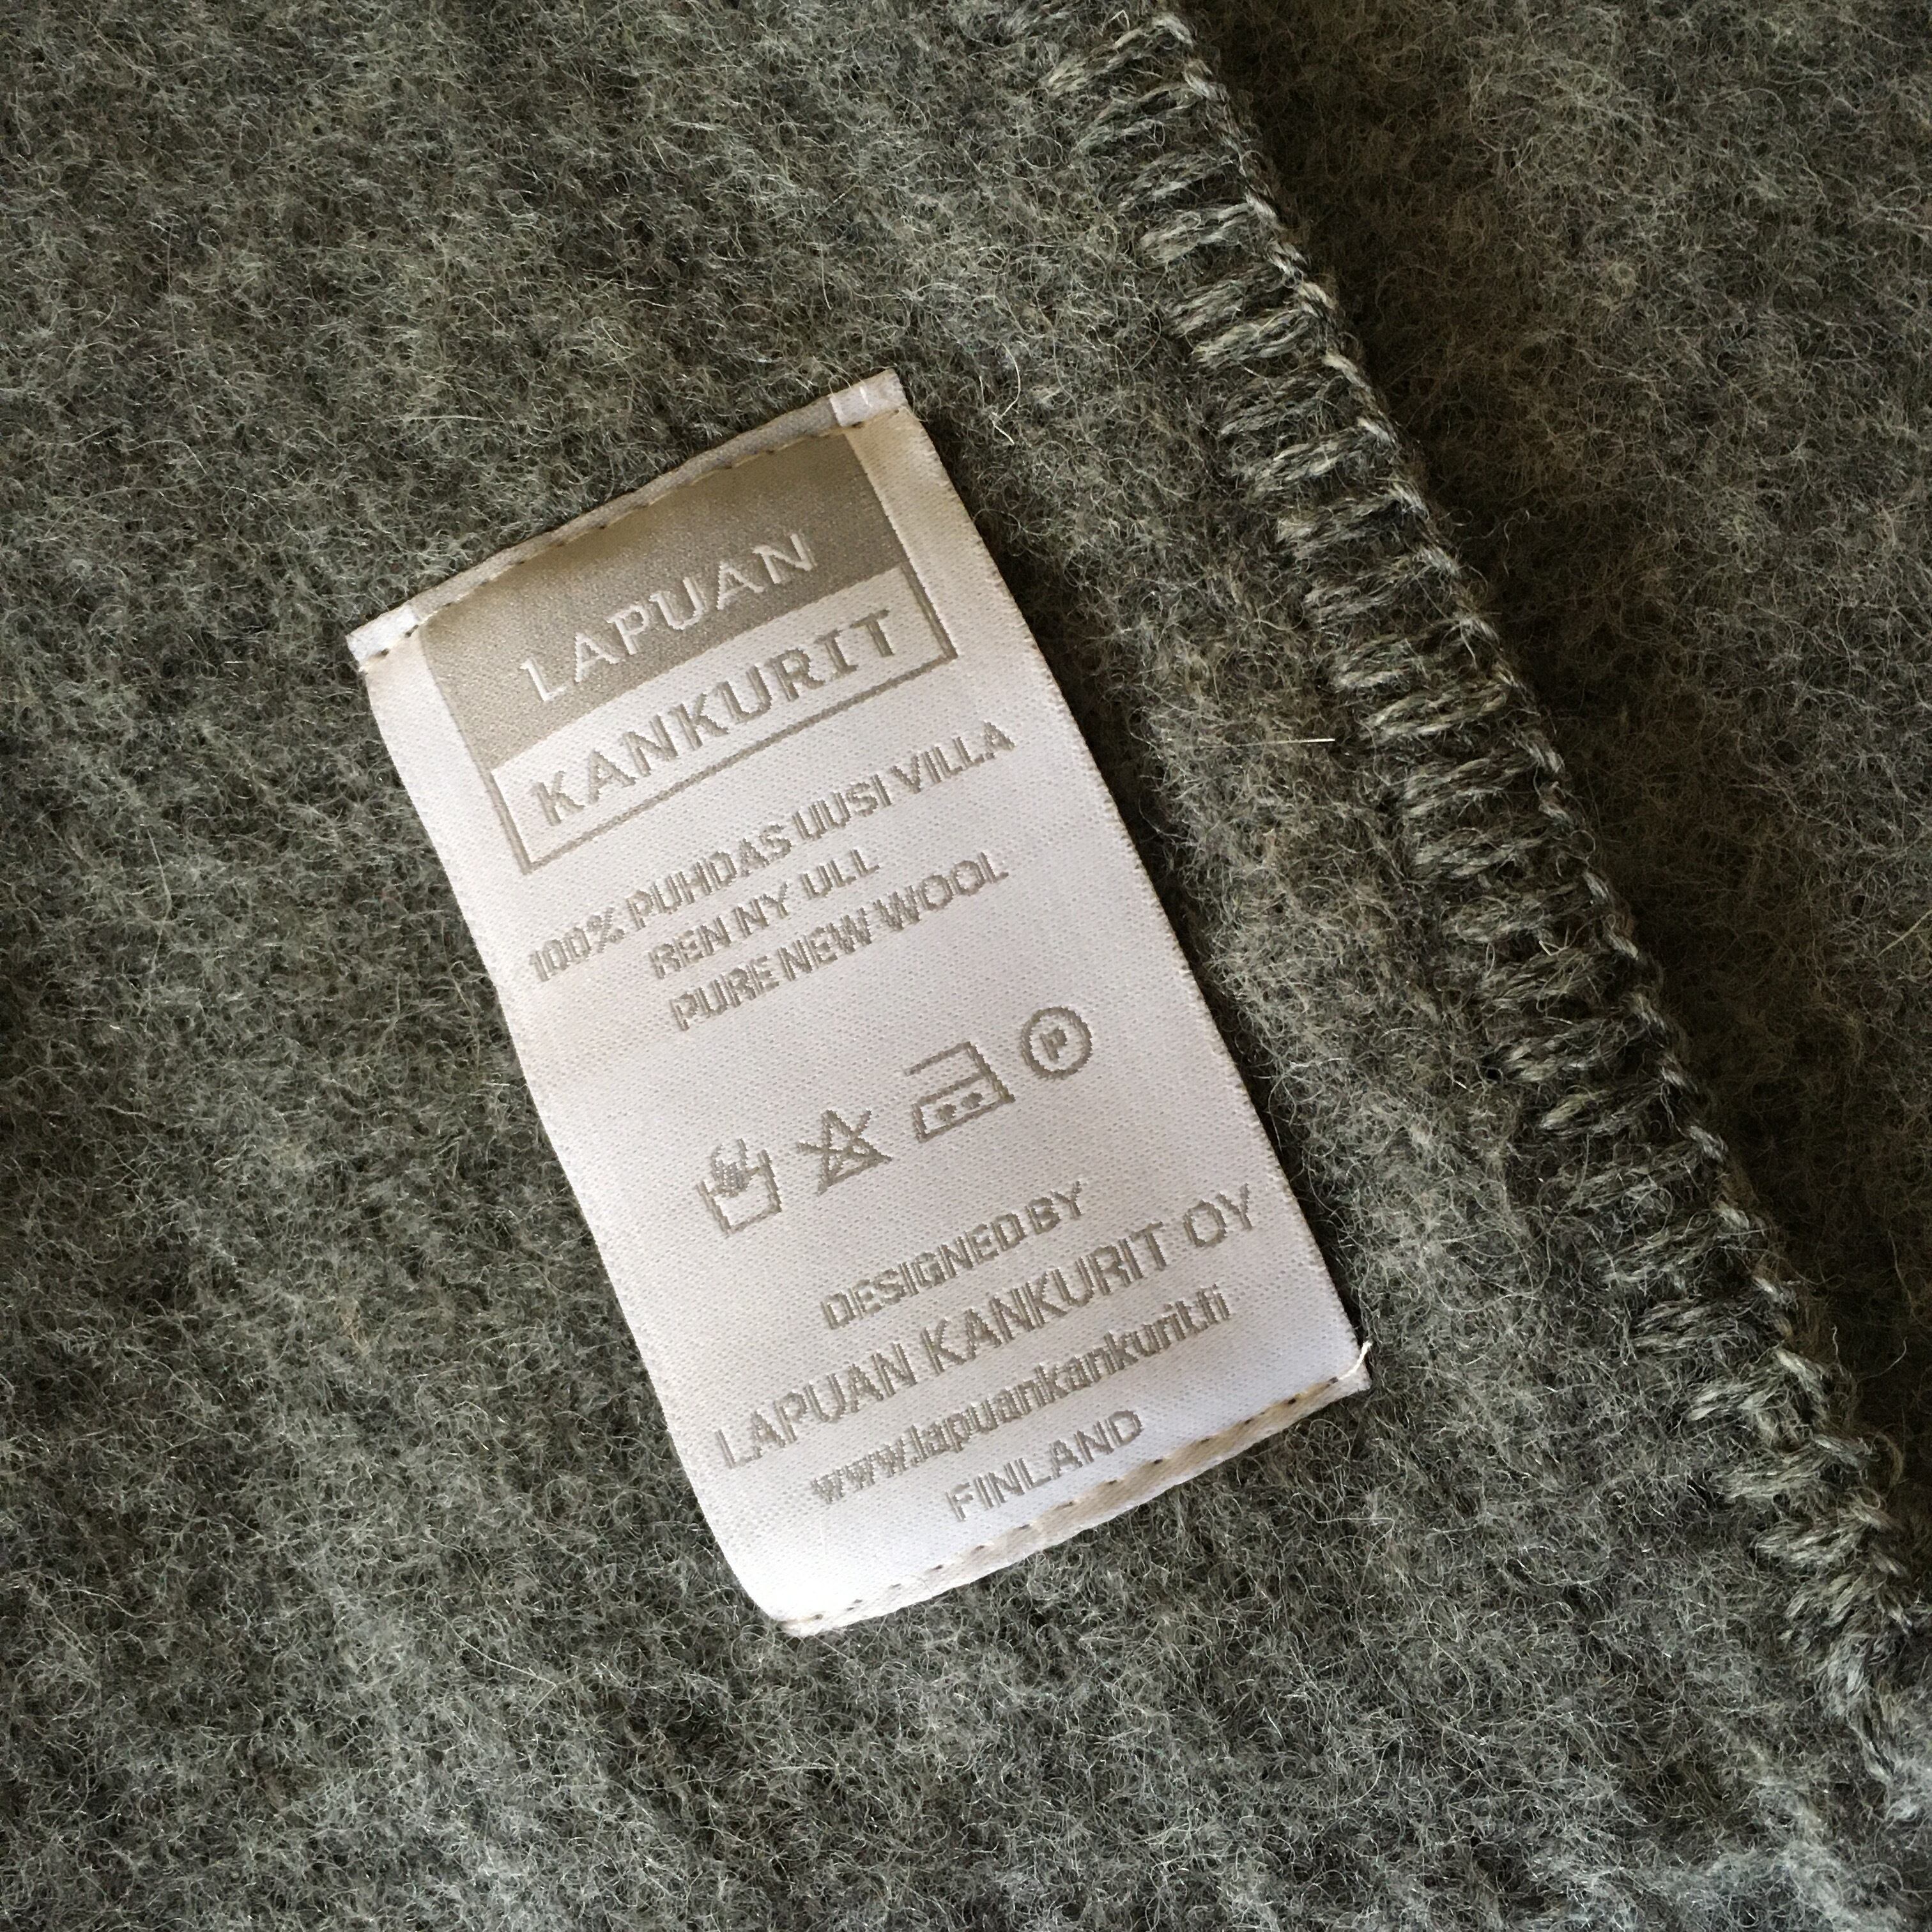 LAPUAN
KANKURIT
100% PUHDAS UUSI VILLA
REN NY ULL
PURE NEW WOOL
P
DESIGNED BY
LAPUAN KANKURIT OY
www.lapuankankurit.fi
FINLAND